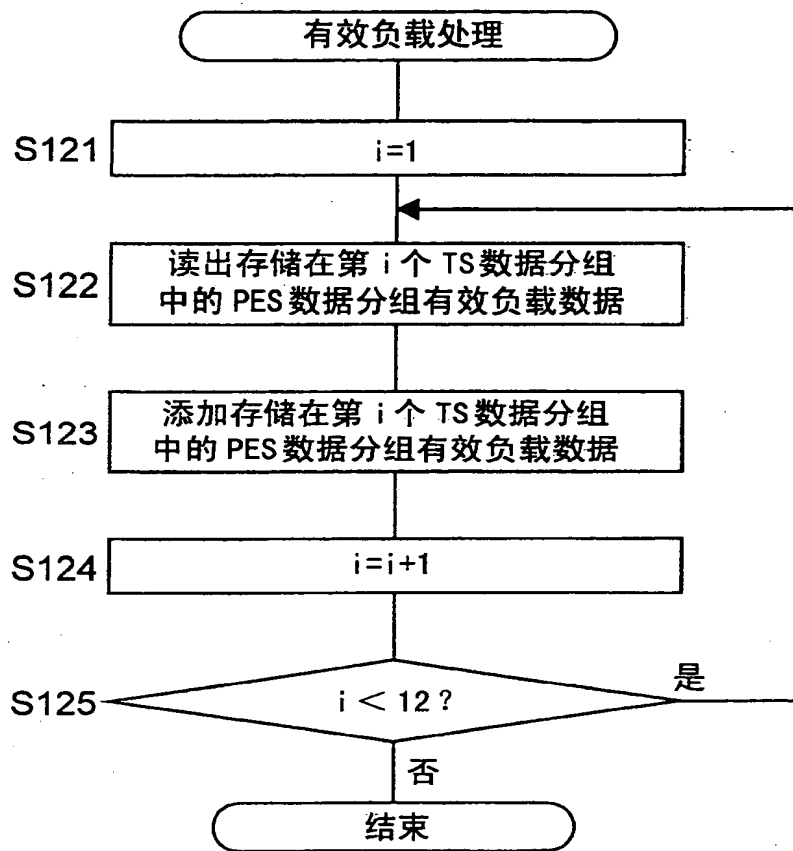 有效负载处理
S121
i=1
S122
读出存储在第 i 个 TS 数据分组
中的 PES 数据分组有效负载数据
S123
添加存储在第 i 个 TS 数据分组
中的 PES 数据分组有效负载数据
S124
i=i+1
S125
i < 12 ?
是
否
结束